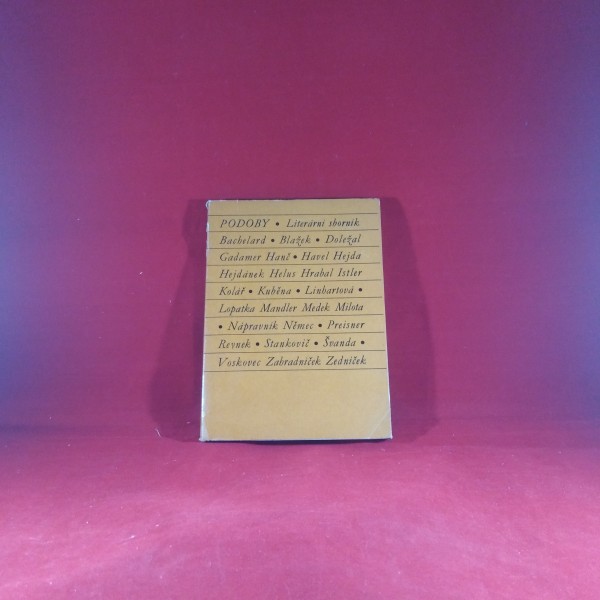 PODOBY • Literární sborník
Bachelard • Blažek • Doležal
Gadamer Hanč • Havel Hejda
Hejdánek Helus Hrabal Istler
Kolář • Kuběna • Linhartová •
Lopatka Mandler Medek Milota
• Nápravník Němec • Preisner
Reynek • Stankovič • Švanda •
Voskovec Zahradníček Zedníček